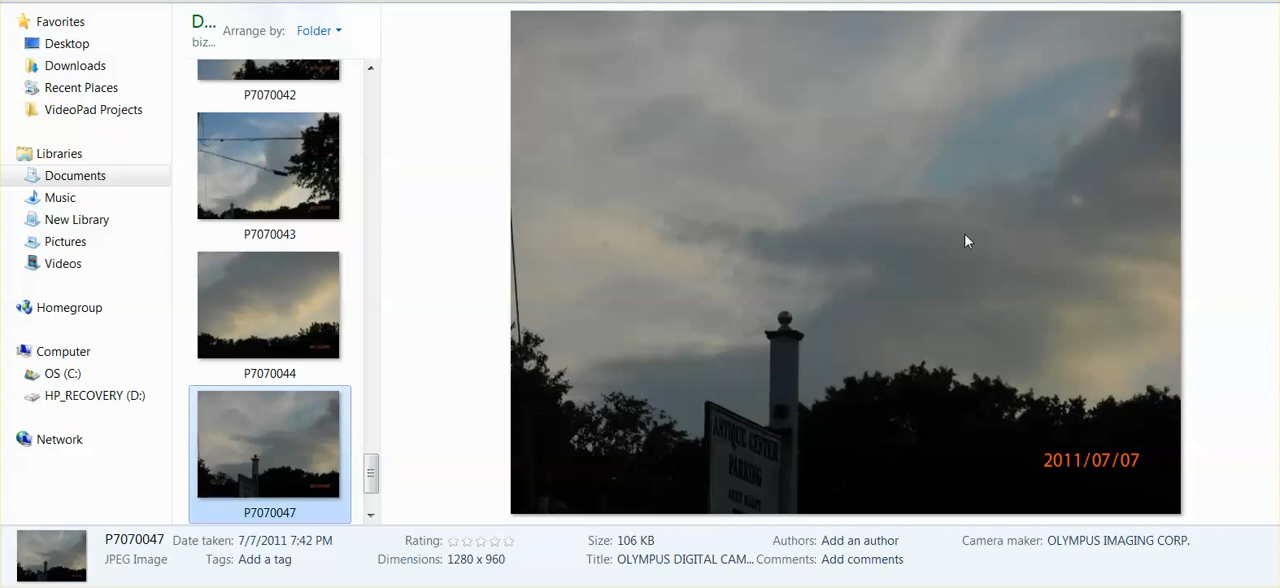 Favorites
Desktop
Downloads
Recent Places
VideoPad Projects
Libraries
Documents
Music
New Library
Pictures
Videos
Homegroup
Computer
OS (C:)
HP_RECOVERY (D:)
Network
D...
biz...
Arrange by: Folder
P7070042
P7070043
P7070044
P7070047
ANTIQUE CENTER
PARKING
NEXT RIGHT
2011/07/07
P7070047
JPEG Image
Date taken: 7/7/2011 7:42 PM
Tags: Add a tag
Rating:
Dimensions: 1280 x 960
Size: 106 KB
Title: OLYMPUS DIGITAL CAM...
Authors: Add an author
Comments: Add comments
Camera maker: OLYMPUS IMAGING CORP.